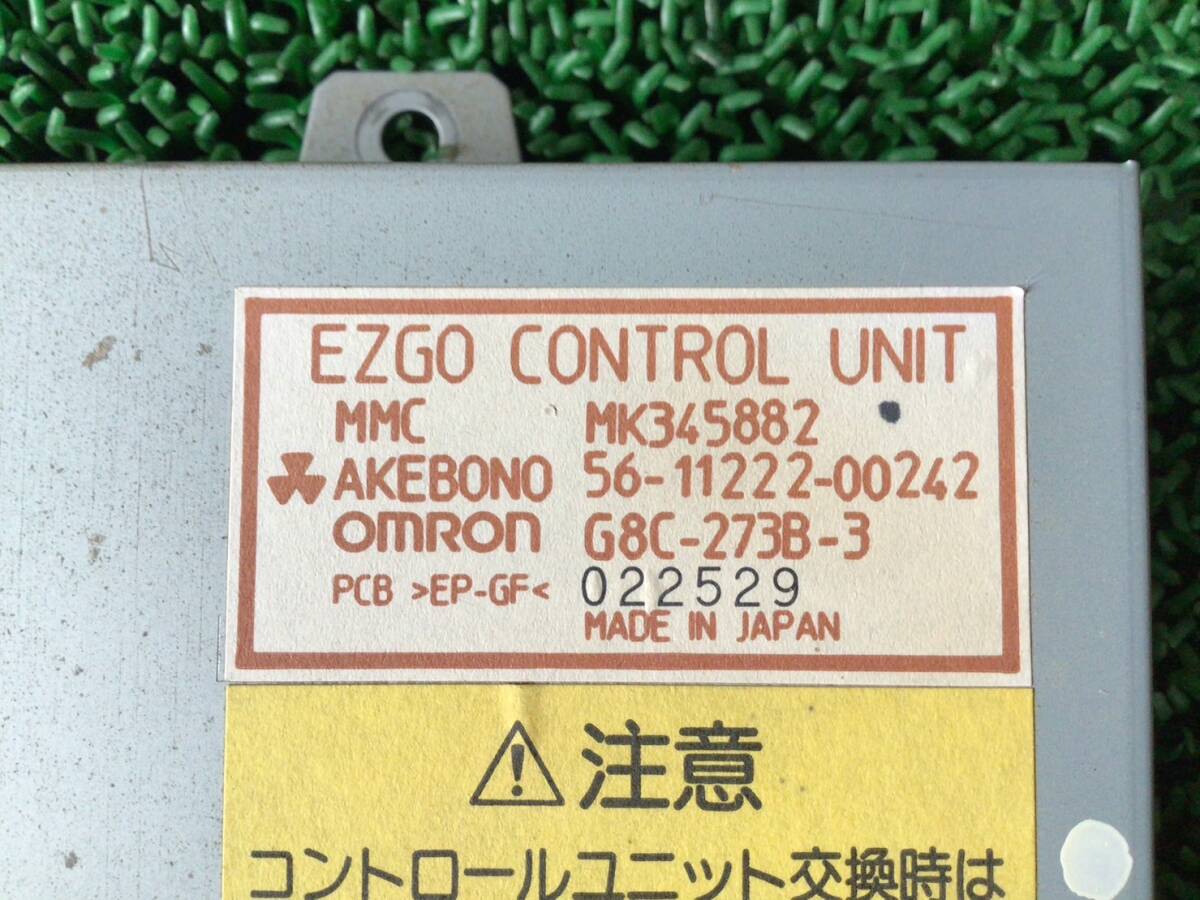 EZGO CONTROL UNIT
MMC MK345882
AKEBONO 56-11222-00242
OMRON G8C-273B-3
PCB >EP-GF< 022529
MADE IN JAPAN
注意
コントロールユニット交換時は